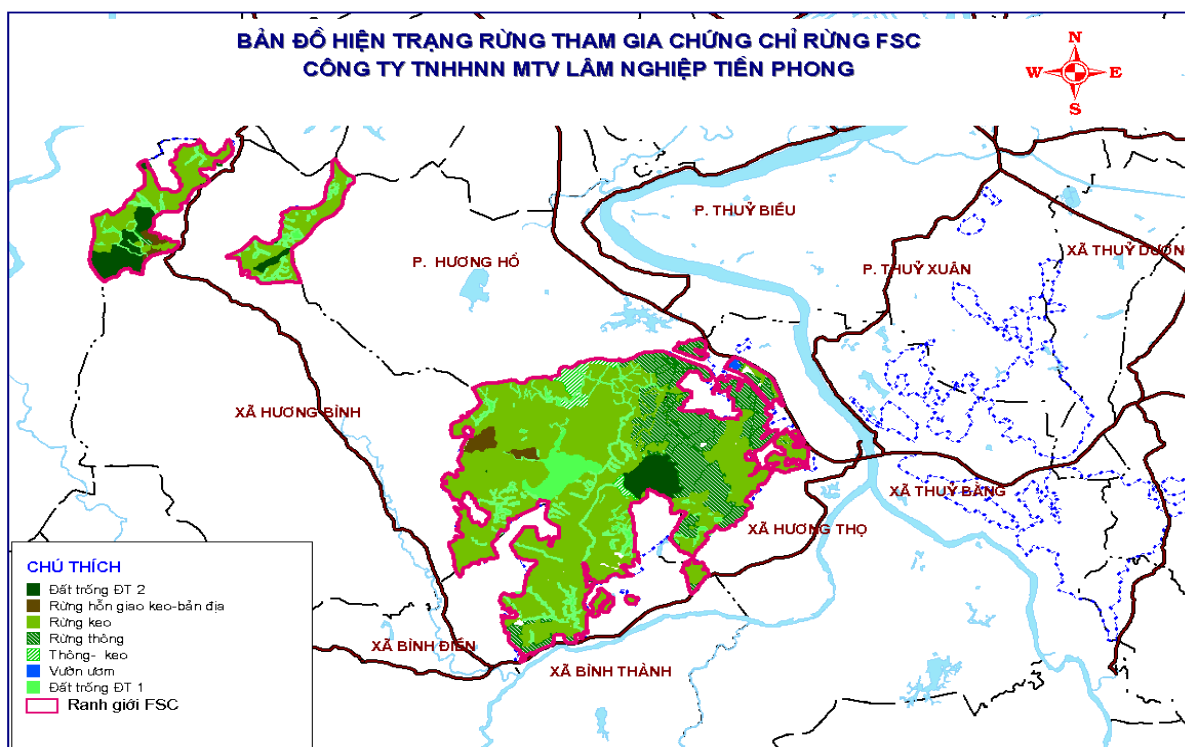 BẢN ĐỒ HIỆN TRẠNG RỪNG THAM GIA CHỨNG CHỈ RỪNG FSC
CÔNG TY TNHHNN MTV LÂM NGHIỆP TIỀN PHONG
N
W E
S
P. THUỶ BIỀU
XÃ THUỶ DƯƠN
P. HƯƠNG HỒ
P. THUỶ XUÂN
XÃ HƯƠNG BÌNH
XÃ THUỶ BẰNG
XÃ HƯƠNG THỌ
XÃ BÌNH ĐIỀN
XÃ BÌNH THÀNH
CHÚ THÍCH
Đất trống ĐT 2
Rừng hỗn giao keo-bản địa
Rừng keo
Rừng thông
Thông- keo
Vườn ươm
Đất trống ĐT 1
Ranh giới FSC